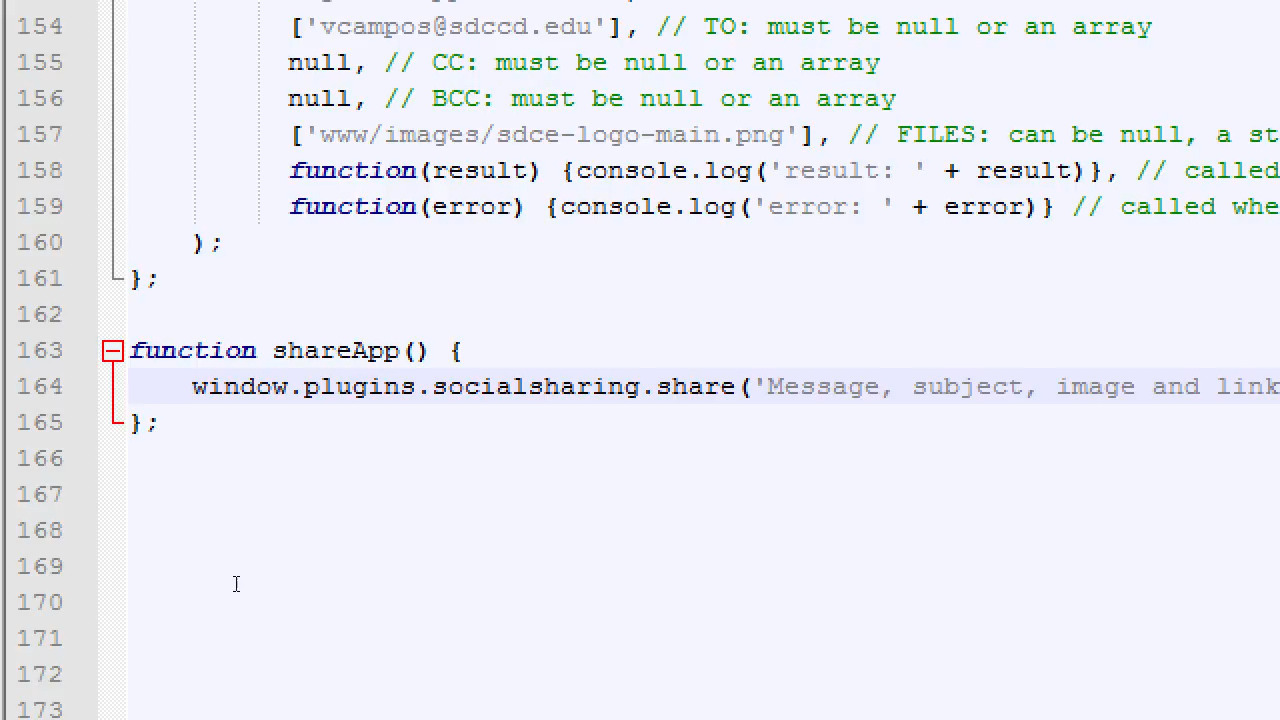 154 ['vcampos@sdccd.edu'], // TO: must be null or an array
155 null, // CC: must be null or an array
156 null, // BCC: must be null or an array
157 ['www/images/sdce-logo-main.png'], // FILES: can be null, a st
158 function(result) {console.log('result: ' + result)}, // called
159 function(error) {console.log('error: ' + error)} // called whe
160 );
161 };
162
163 function shareApp() {
164 window.plugins.socialsharing.share('Message, subject, image and link
165 };
166
167
168
169
170
171
172
173